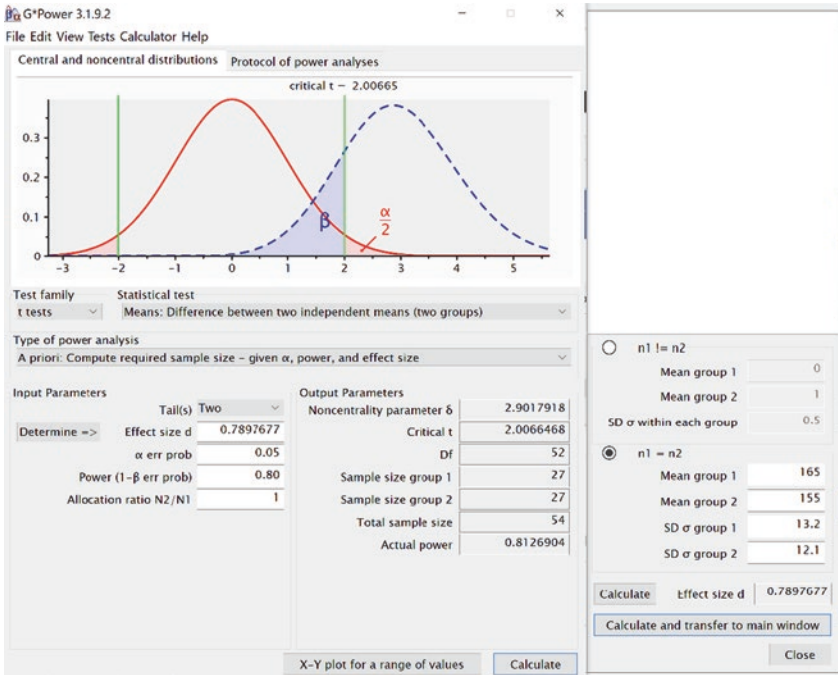 βα G*Power 3.1.9.2
File Edit View Tests Calculator Help
Central and noncentral distributions Protocol of power analyses
critical t = 2.00665
0.3
0.2
0.1
0
β
α
2
-3 -2 -1 0 1 2 3 4 5
Test family Statistical test
t tests Means: Difference between two independent means (two groups)
Type of power analysis
A priori: Compute required sample size – given α, power, and effect size
Input Parameters
Tail(s) Two
Determine => Effect size d 0.7897677
α err prob 0.05
Power (1-β err prob) 0.80
Allocation ratio N2/N1 1
Output Parameters
Noncentrality parameter δ 2.9017918
Critical t 2.0066468
Df 52
Sample size group 1 27
Sample size group 2 27
Total sample size 54
Actual power 0.8126904
X-Y plot for a range of values Calculate
n1 != n2
Mean group 1 0
Mean group 2 1
SD σ within each group 0.5
n1 = n2
Mean group 1 165
Mean group 2 155
SD σ group 1 13.2
SD σ group 2 12.1
Calculate Effect size d 0.7897677
Calculate and transfer to main window
Close